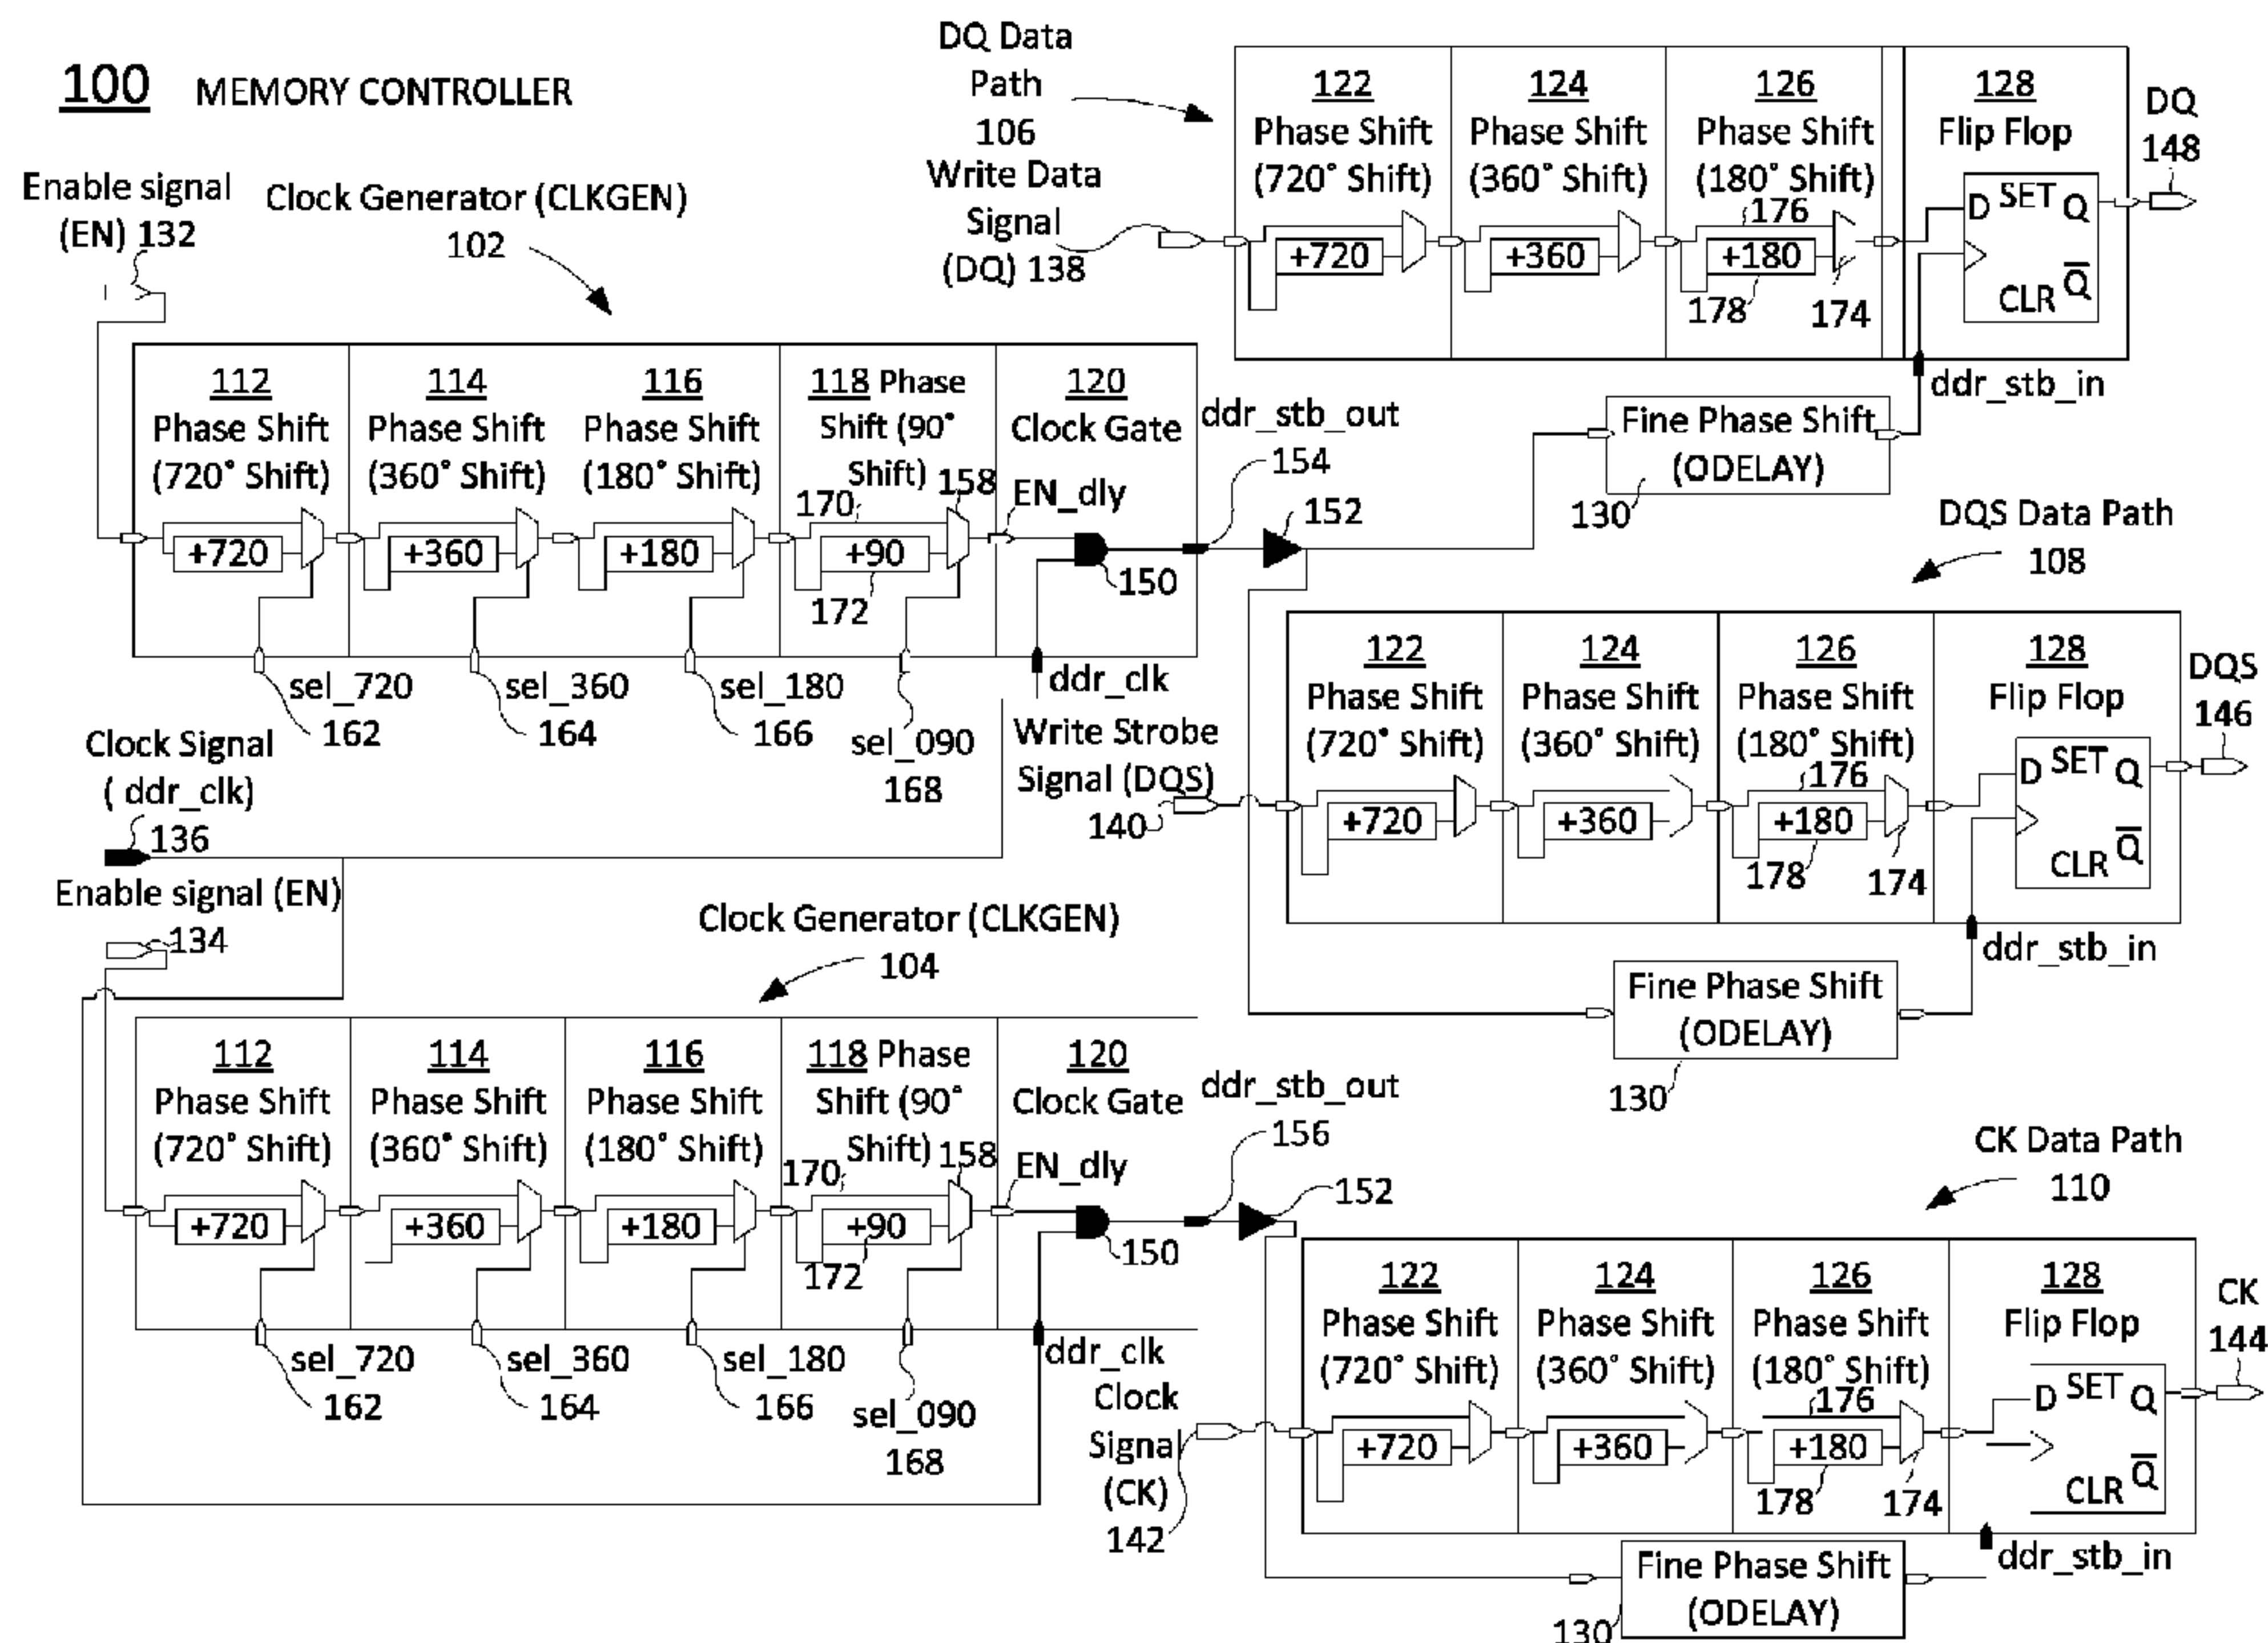 100 MEMORY CONTROLLER
Enable signal
(EN) 132
Clock Generator (CLKGEN)
102
112
Phase Shift
(720° Shift)
+720
114
Phase Shift
(360° Shift)
+360
116
Phase Shift
(180° Shift)
+180
118 Phase
Shift (90°
Shift)
158
170
+90
172
120
Clock Gate
EN_dly
150
ddr_stb_out
154
152
sel_720
162
sel_360
164
sel_180
166
sel_090
168
ddr_clk
Clock Signal
( ddr_clk)
136
Enable signal (EN)
134
Clock Generator (CLKGEN)
104
112
Phase Shift
(720° Shift)
+720
114
Phase Shift
(360° Shift)
+360
116
Phase Shift
(180° Shift)
+180
118 Phase
Shift (90°
Shift)
158
170
+90
172
120
Clock Gate
EN_dly
150
ddr_stb_out
156
152
sel_720
162
sel_360
164
sel_180
166
sel_090
168
ddr_clk
DQ Data
Path
106
Write Data
Signal
(DQ) 138
122
Phase Shift
(720° Shift)
+720
124
Phase Shift
(360° Shift)
+360
126
Phase Shift
(180° Shift)
176
+180
178
174
128
Flip Flop
D SET Q
CLR Q̅
DQ
148
ddr_stb_in
Fine Phase Shift
(ODELAY)
130
DQS Data Path
108
Write Strobe
Signal (DQS)
140
122
Phase Shift
(720° Shift)
+720
124
Phase Shift
(360° Shift)
+360
126
Phase Shift
(180° Shift)
176
+180
178
174
128
Flip Flop
D SET Q
CLR Q̅
DQS
146
ddr_stb_in
Fine Phase Shift
(ODELAY)
130
CK Data Path
110
Clock
Signal
(CK)
142
122
Phase Shift
(720° Shift)
+720
124
Phase Shift
(360° Shift)
+360
126
Phase Shift
(180° Shift)
176
+180
178
174
128
Flip Flop
D SET Q
CLR Q̅
CK
144
ddr_stb_in
Fine Phase Shift
(ODELAY)
130